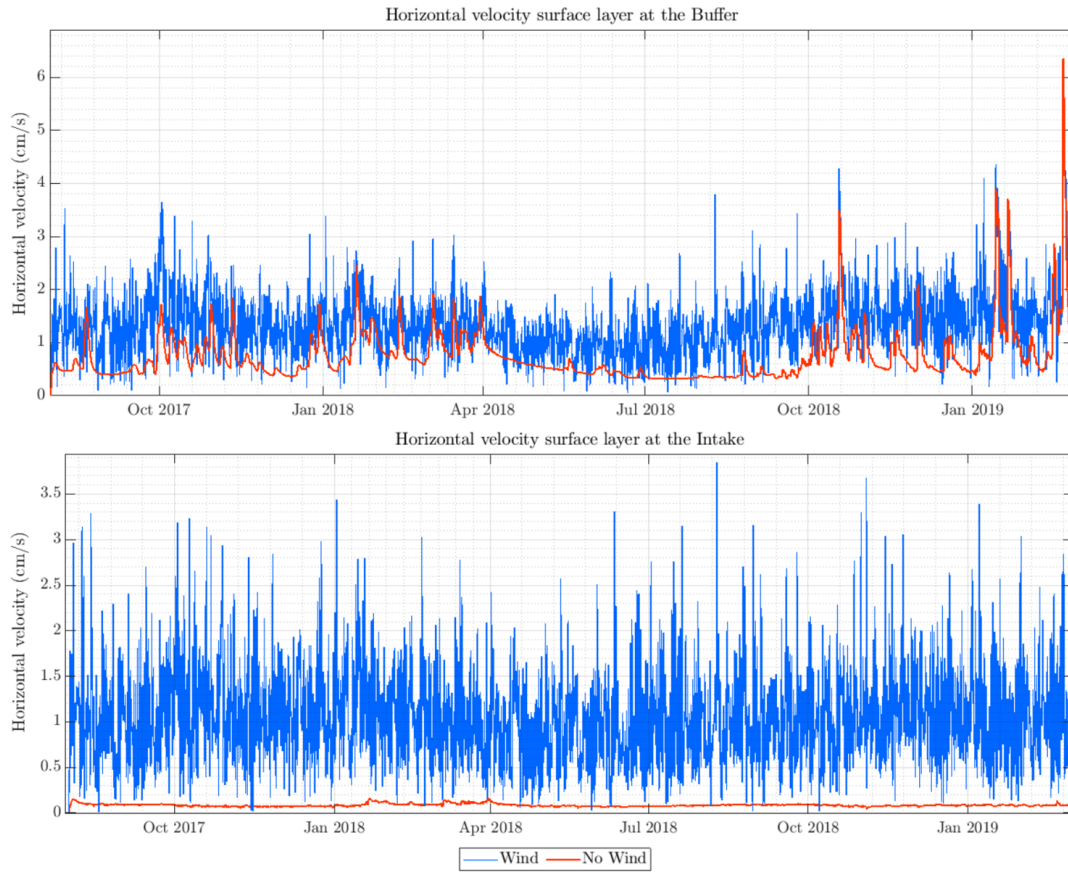 Horizontal velocity surface layer at the Buffer
Horizontal velocity (cm/s)
6
5
4
3
2
1
0
Oct 2017 Jan 2018 Apr 2018 Jul 2018 Oct 2018 Jan 2019
Horizontal velocity surface layer at the Intake
Horizontal velocity (cm/s)
3.5
3
2.5
2
1.5
1
0.5
0
Oct 2017 Jan 2018 Apr 2018 Jul 2018 Oct 2018 Jan 2019
Wind No Wind